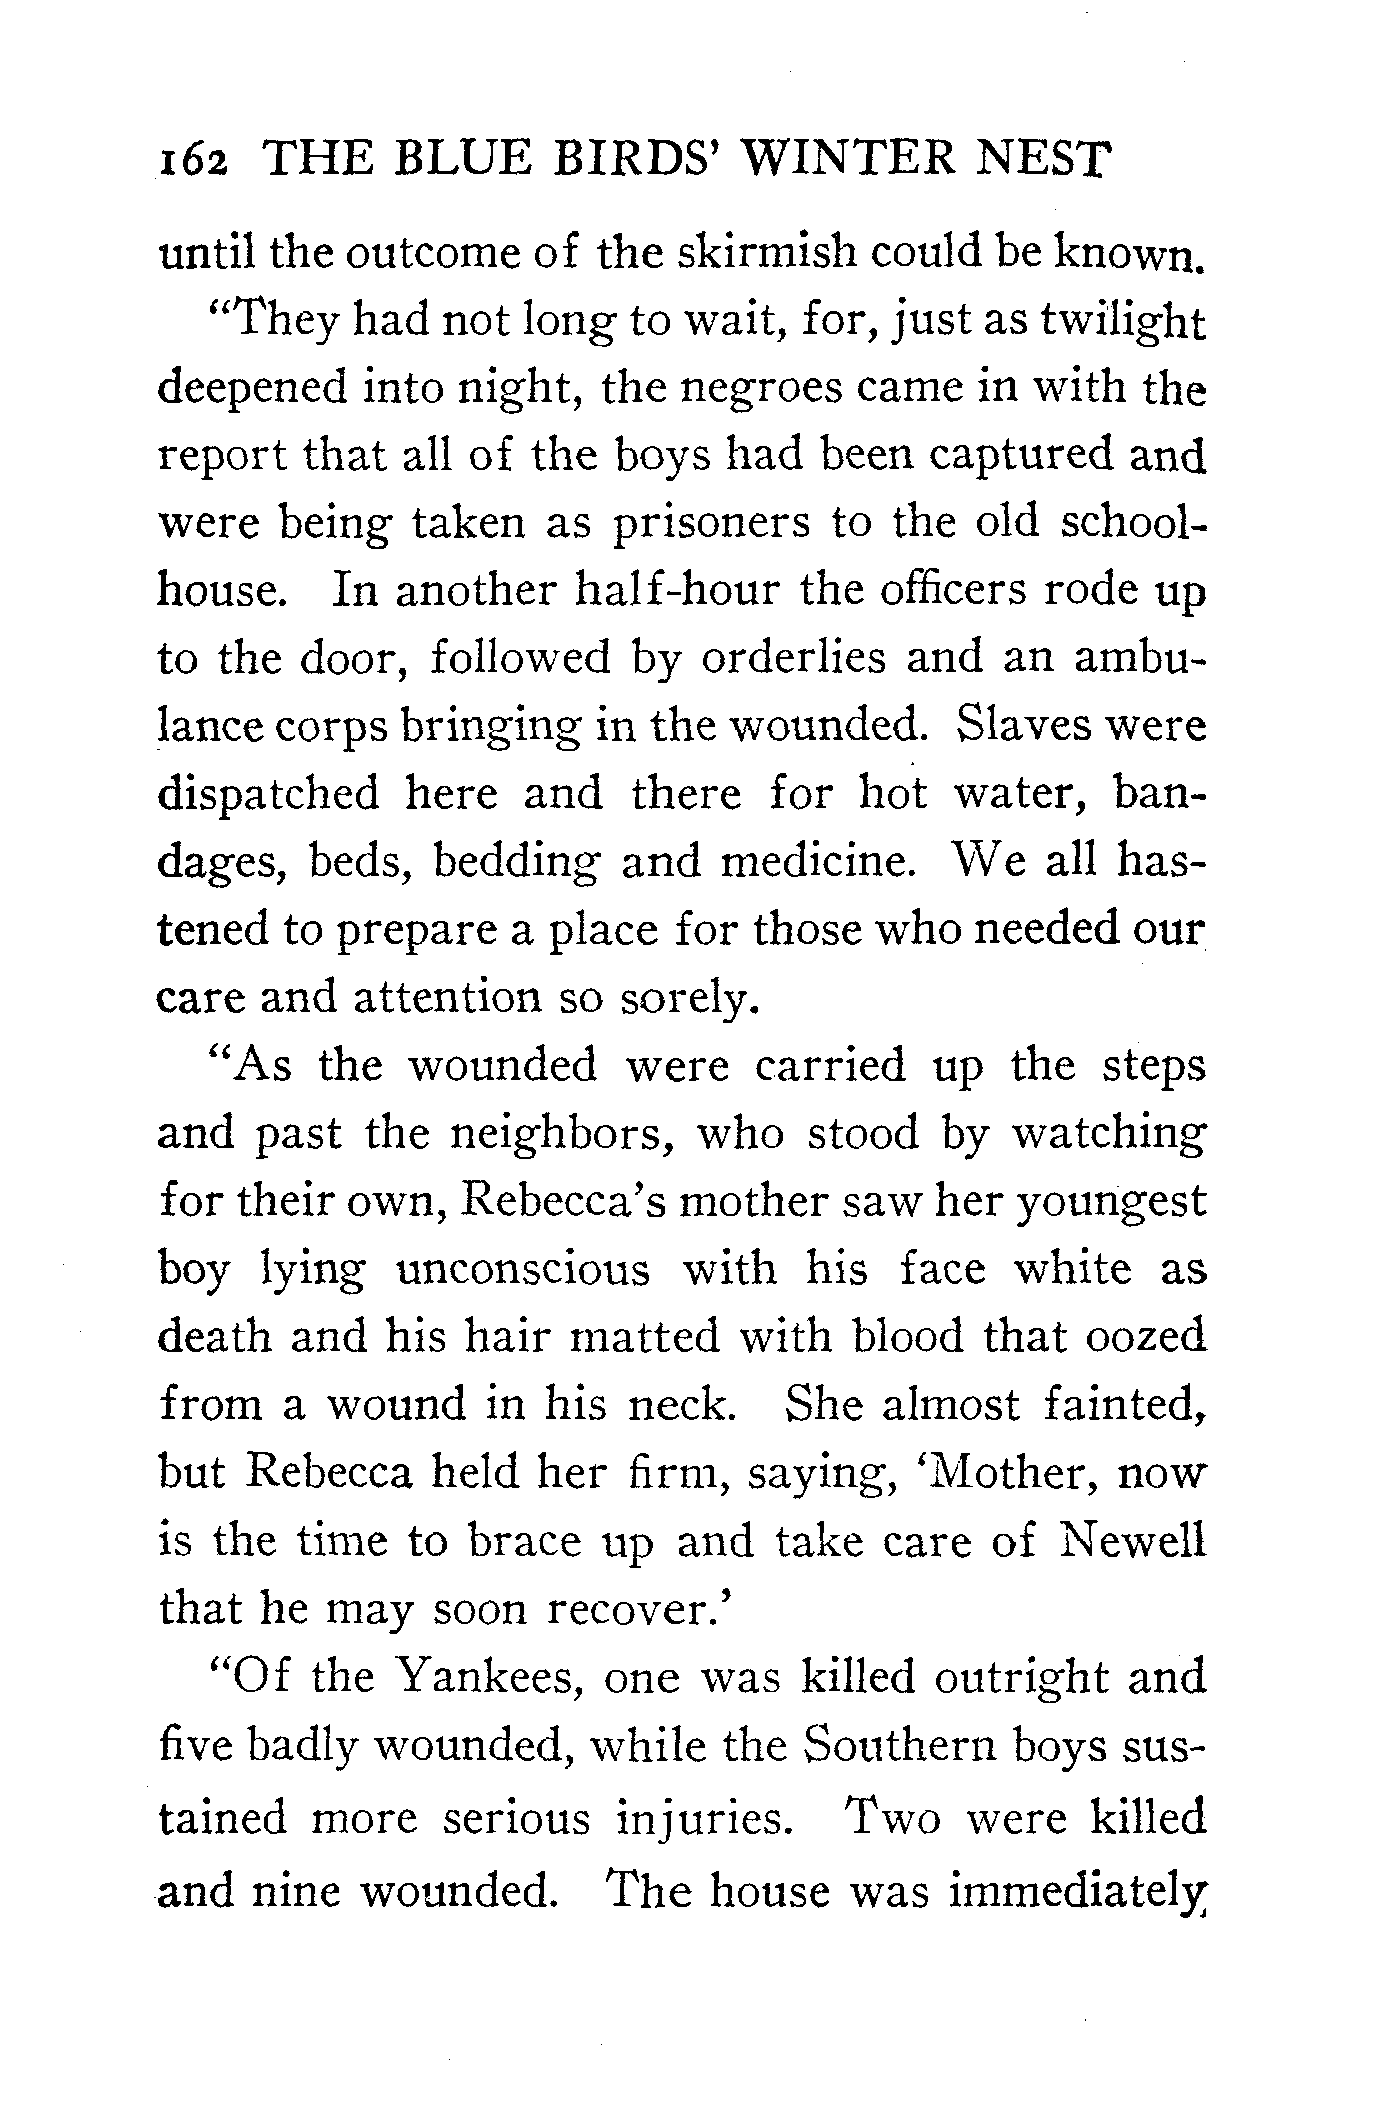 162 THE BLUE BIRDS' WINTER NEST
until the outcome of the skirmish could be known.
"They had not long to wait, for, just as twilight
deepened into night, the negroes came in with the
report that all of the boys had been captured and
were being taken as prisoners to the old school-
house. In another half-hour the officers rode up
to the door, followed by orderlies and an ambu-
lance corps bringing in the wounded. Slaves were
dispatched here and there for hot water, ban-
dages, beds, bedding and medicine. We all has-
tened to prepare a place for those who needed our
care and attention so sorely.
"As the wounded were carried up the steps
and past the neighbors, who stood by watching
for their own, Rebecca's mother saw her youngest
boy lying unconscious with his face white as
death and his hair matted with blood that oozed
from a wound in his neck. She almost fainted,
but Rebecca held her firm, saying, 'Mother, now
is the time to brace up and take care of Newell
that he may soon recover.'
"Of the Yankees, one was killed outright and
five badly wounded, while the Southern boys sus-
tained more serious injuries. Two were killed
and nine wounded. The house was immediately